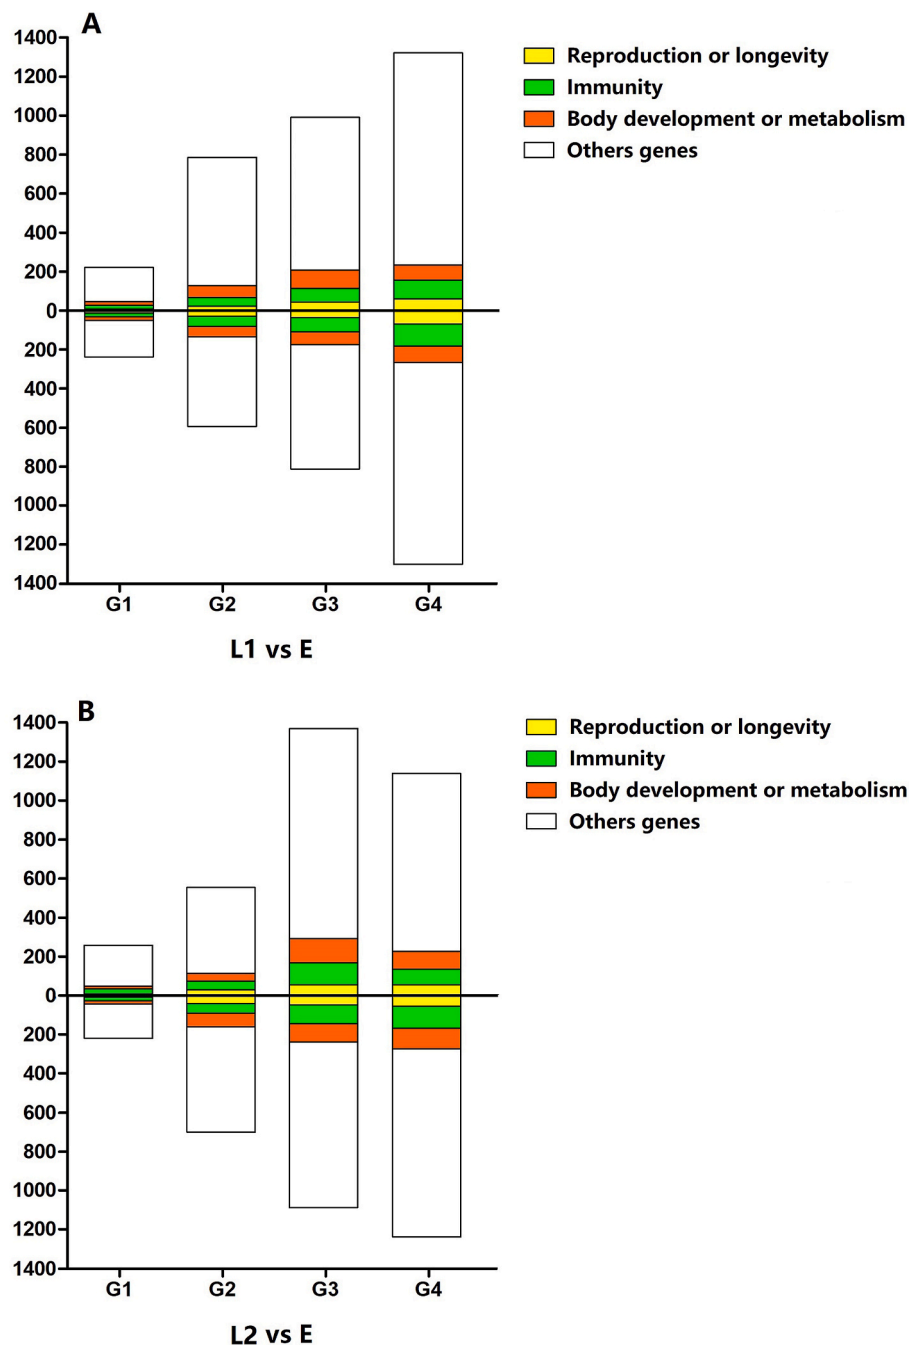 A
1400
1200
1000
800
600
400
200
0
200
400
600
800
1000
1200
1400
G1 G2 G3 G4
L1 vs E
Reproduction or longevity
Immunity
Body development or metabolism
Others genes
B
1400
1200
1000
800
600
400
200
0
200
400
600
800
1000
1200
1400
G1 G2 G3 G4
L2 vs E
Reproduction or longevity
Immunity
Body development or metabolism
Others genes